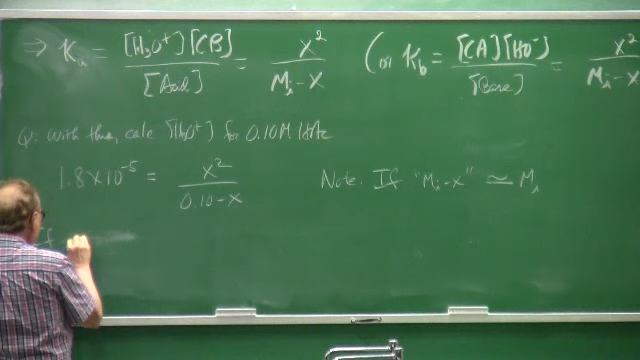 ⇒ Ka = [H3O+][CB] / [Acid] = x² / Mi - x (or Kb = [CA][HO-] / [Base] = x² / Mi - x
Q: With this, calc [H3O+] for 0.10M HAc
1.8 x 10^-5 = x² / 0.10 - x Note: If "Mi - x" ≃ Mi
If